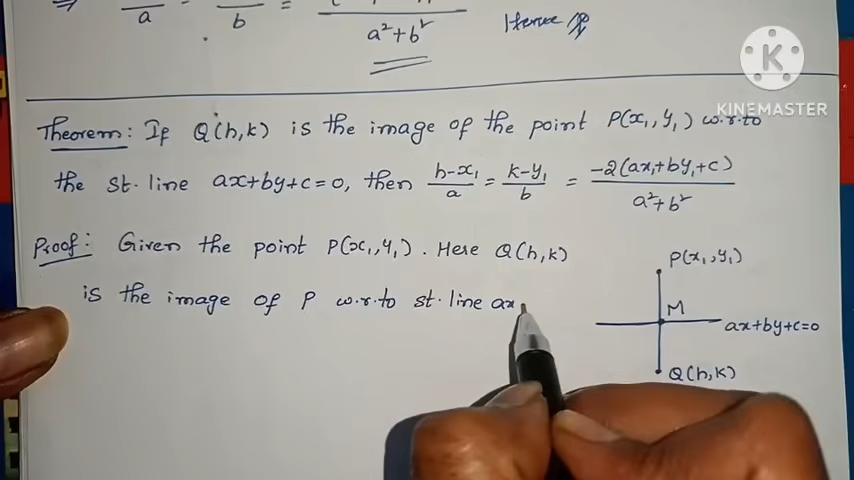 a b = a²+b² Hence
K
KINEMASTER
Theorem: If Q(h,k) is the image of the point P(x₁,y₁) w.r.to
the st. line ax+by+c=0, then h-x₁/a = k-y₁/b = -2(ax₁+by₁+c)/a²+b²
Proof: Given the point P(x₁,y₁). Here Q(h,k)
is the image of P w.r.to st. line ax
P(x₁,y₁)
M
ax+by+c=0
Q(h,k)